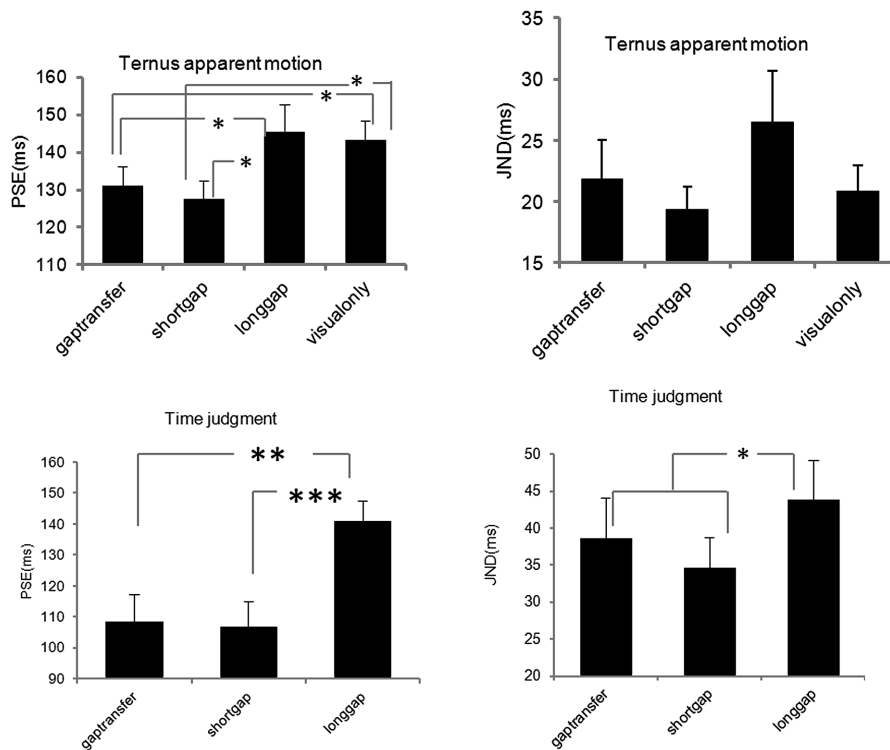 Ternus apparent motion
PSE(ms)
160
150
140
130
120
110
*
*
*
*
gaptransfer
shortgap
longgap
visualonly
Ternus apparent motion
JND(ms)
35
30
25
20
15
gaptransfer
shortgap
longgap
visualonly
Time judgment
PSE(ms)
160
150
140
130
120
110
100
90
**
***
gaptransfer
shortgap
longgap
Time judgment
JND(ms)
50
45
40
35
30
25
20
*
gaptransfer
shortgap
longgap